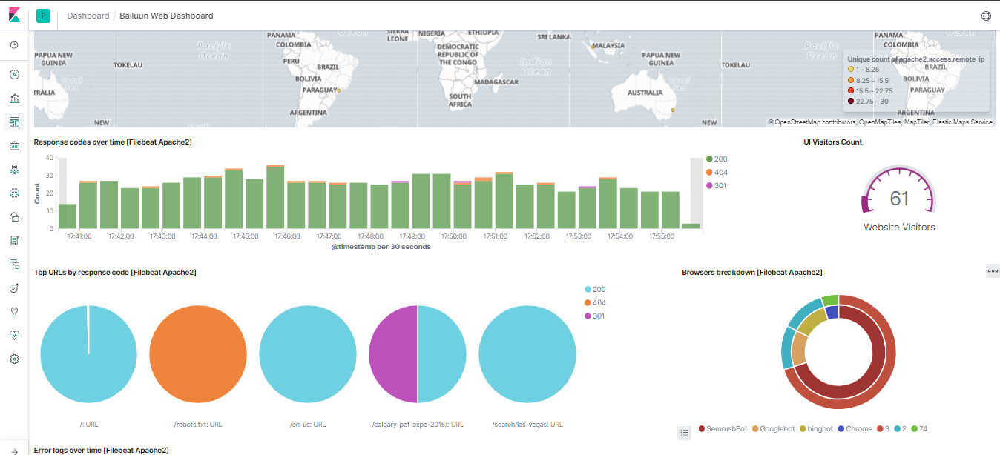 P Dashboard / Balluun Web Dashboard
PANAMA
COLOMBIA
Ocean
SIERRA
LEONE
NIGERIA
ETHIOPIA
SRI LANKA
MALAYSIA
PANAMA
COLOMBIA
Ocean
Pacific
Ocean
DEMOCRATIC
REPUBLIC OF
THE CONGO
Indian
Ocean
Pacific
Ocean
PAPUA NEW
GUINEA
TOKELAU
PERU
BRAZIL
PAPUA NEW
GUINEA
TOKELAU
PERU
BRAZIL
Coral
Sea
BOLIVIA
MADAGASCAR
Coral
Sea
BOLIVIA
TRALIA
PARAGUAY
SOUTH
AFRICA
AUSTRALIA
PARAGUAY
NEW
ARGENTINA
NEW
ARGENTINA
Unique count of apache2.access.remote_ip
1 – 8.25
8.25 – 15.5
15.5 – 22.75
22.75 – 30
© OpenStreetMap contributors, OpenMapTiles, MapTiler, Elastic Maps Service
Response codes over time [Filebeat Apache2]
40
30
20
10
0
Count
17:41:00 17:42:00 17:43:00 17:44:00 17:45:00 17:46:00 17:47:00 17:48:00 17:49:00 17:50:00 17:51:00 17:52:00 17:53:00 17:54:00 17:55:00
@timestamp per 30 seconds
200
404
301
UI Visitors Count
61
Website Visitors
Top URLs by response code [Filebeat Apache2]
200
404
301
/: URL
/robots.txt: URL
/en-us: URL
/calgary-pet-expo-2015/: URL
/search/las-vegas: URL
Browsers breakdown [Filebeat Apache2]
SemrushBot Googlebot bingbot Chrome 3 2 74
Error logs over time [Filebeat Apache2]